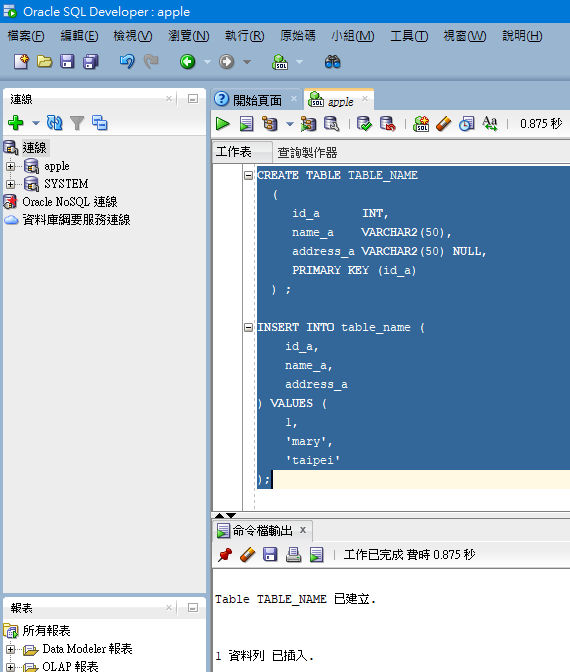 Oracle SQL Developer : apple
檔案(F) 編輯(E) 檢視(V) 瀏覽(N) 執行(R) 原始碼 小組(M) 工具(T) 視窗(W) 說明(H)
連線
連線
apple
SYSTEM
Oracle NoSQL 連線
資料庫綱要服務連線
報表
所有報表
Data Modeler 報表
OLAP 報表
開始頁面
apple
0.875 秒
工作表 查詢製作器
CREATE TABLE TABLE_NAME
(
id_a INT,
name_a VARCHAR2(50),
address_a VARCHAR2(50) NULL,
PRIMARY KEY (id_a)
) ;
INSERT INTO table_name (
id_a,
name_a,
address_a
) VALUES (
1,
'mary',
'taipei'
);
命令檔輸出
工作已完成 費時 0.875 秒
Table TABLE_NAME 已建立.
1 資料列 已插入.